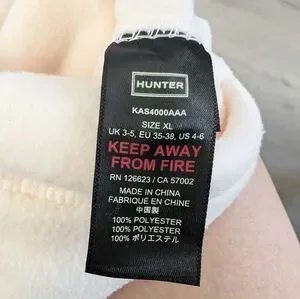 HUNTER
KAS4000AAA
SIZE XL
UK 3-5, EU 35-38, US 4-6
KEEP AWAY
FROM FIRE
RN 126623 / CA 57002
MADE IN CHINA
FABRIQUÉ EN CHINE
中国製
100% POLYESTER
100% POLYESTER
100% ポリエステル